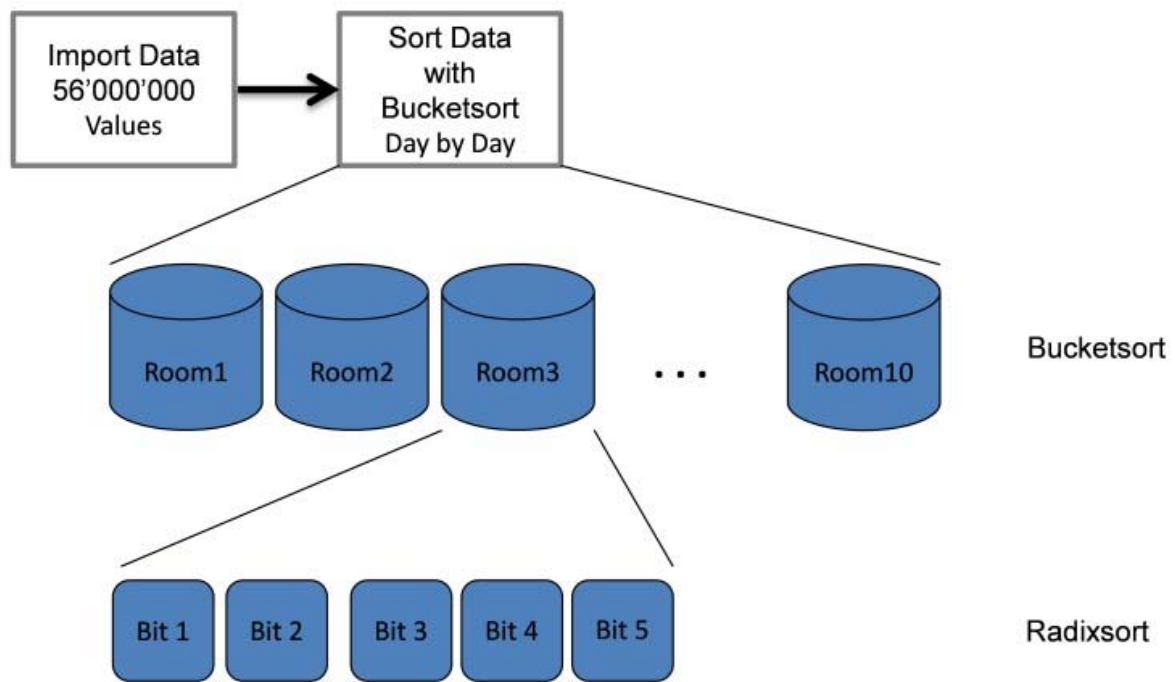 Import Data
56’000’000
Values
Sort Data
with
Bucketsort
Day by Day
Room1
Room2
Room3
...
Room10
Bucketsort
Bit 1
Bit 2
Bit 3
Bit 4
Bit 5
Radixsort